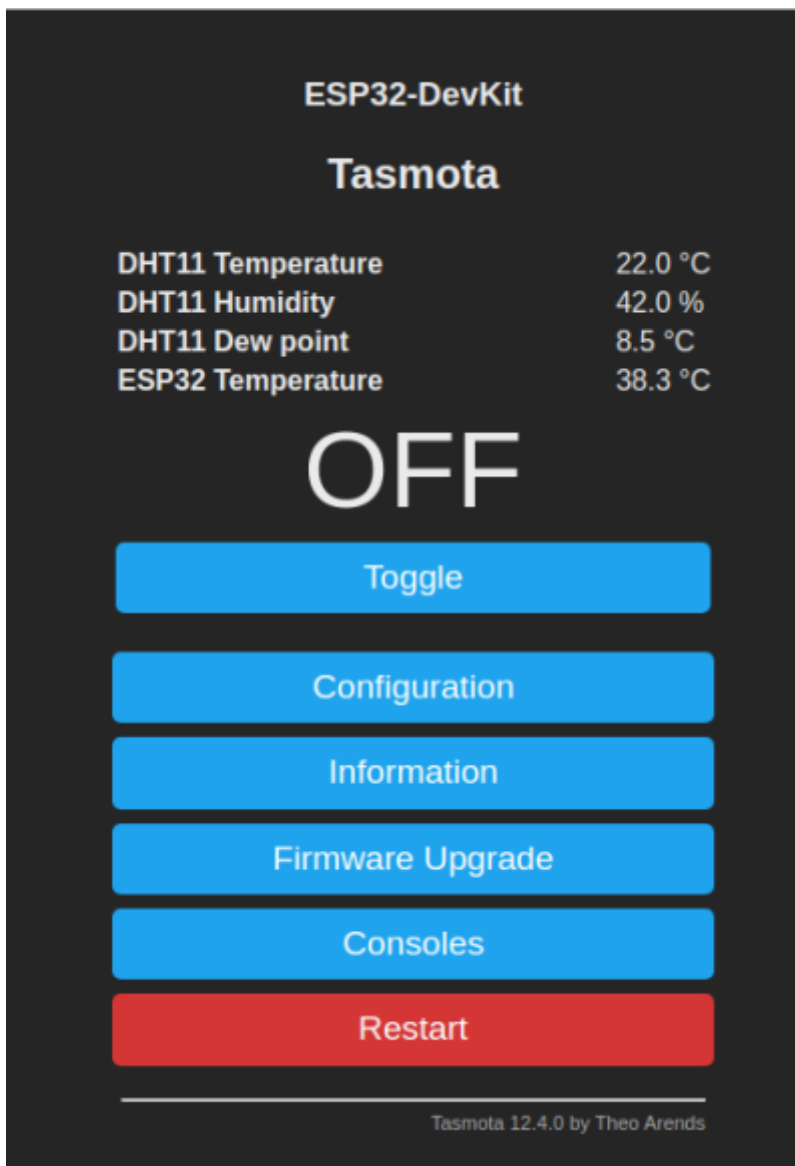 ESP32-DevKit
Tasmota
DHT11 Temperature 22.0 °C
DHT11 Humidity 42.0 %
DHT11 Dew point 8.5 °C
ESP32 Temperature 38.3 °C
OFF
Toggle
Configuration
Information
Firmware Upgrade
Consoles
Restart
Tasmota 12.4.0 by Theo Arends